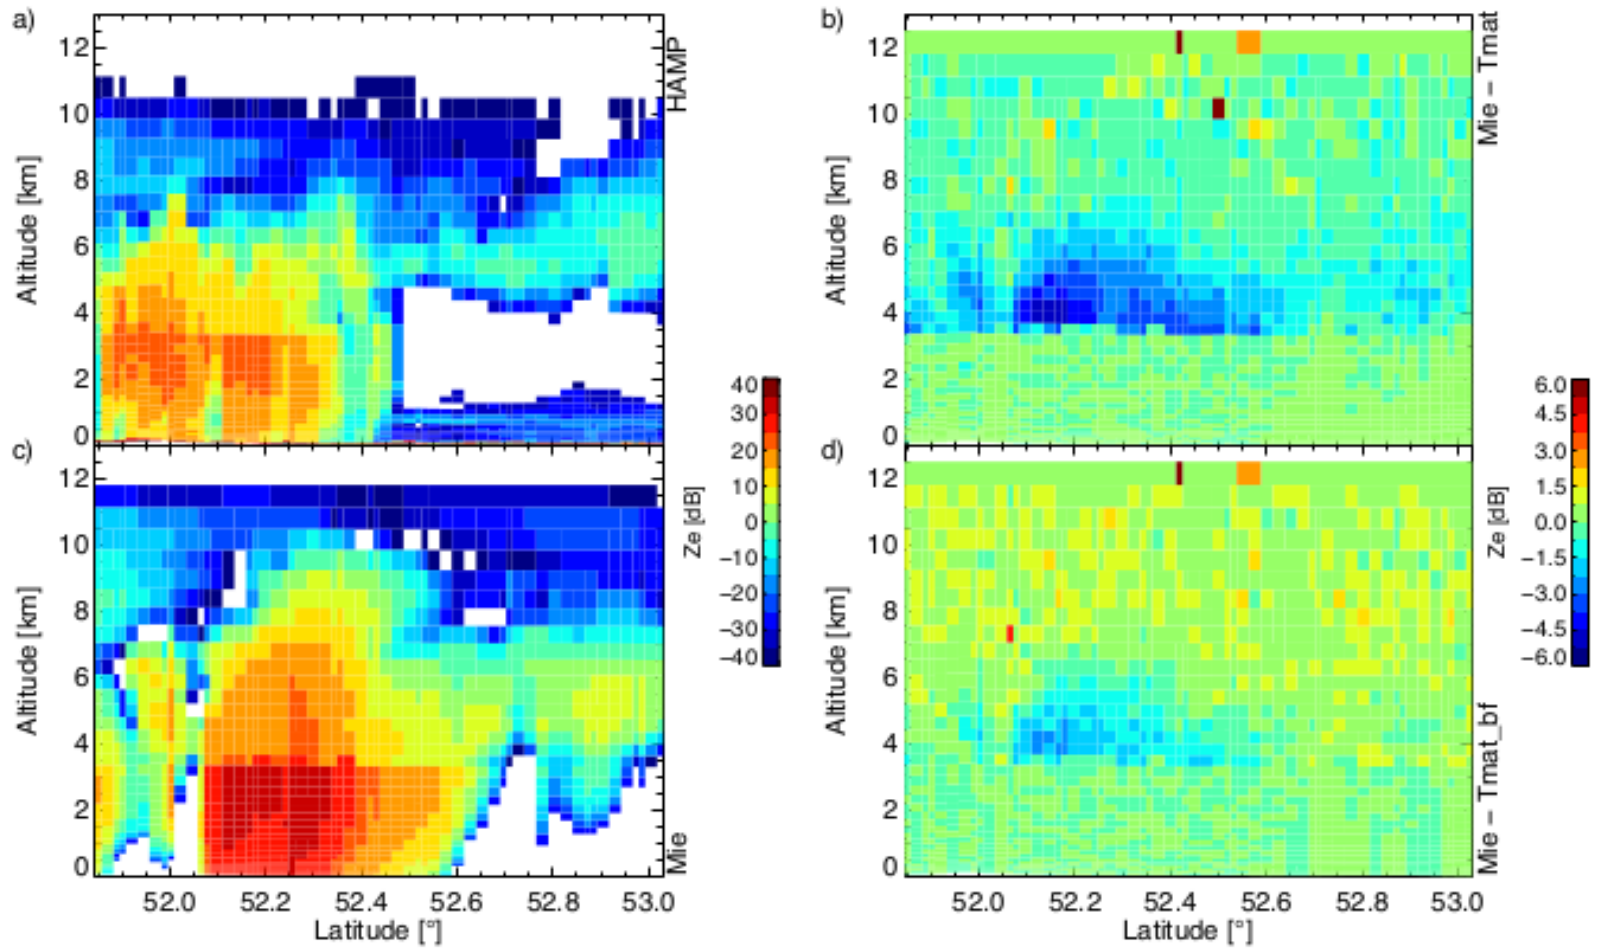 a)
12
10
8
6
4
2
0
Altitude [km]
HAMP
b)
12
10
8
6
4
2
0
Altitude [km]
Mie – Tmat
40
30
20
10
0
−10
−20
−30
−40
Ze [dB]
6.0
4.5
3.0
1.5
0.0
−1.5
−3.0
−4.5
−6.0
Ze [dB]
c)
12
10
8
6
4
2
0
Altitude [km]
Mie
52.0 52.2 52.4 52.6 52.8 53.0
Latitude [°]
d)
12
10
8
6
4
2
0
Altitude [km]
Mie – Tmat_bf
52.0 52.2 52.4 52.6 52.8 53.0
Latitude [°]